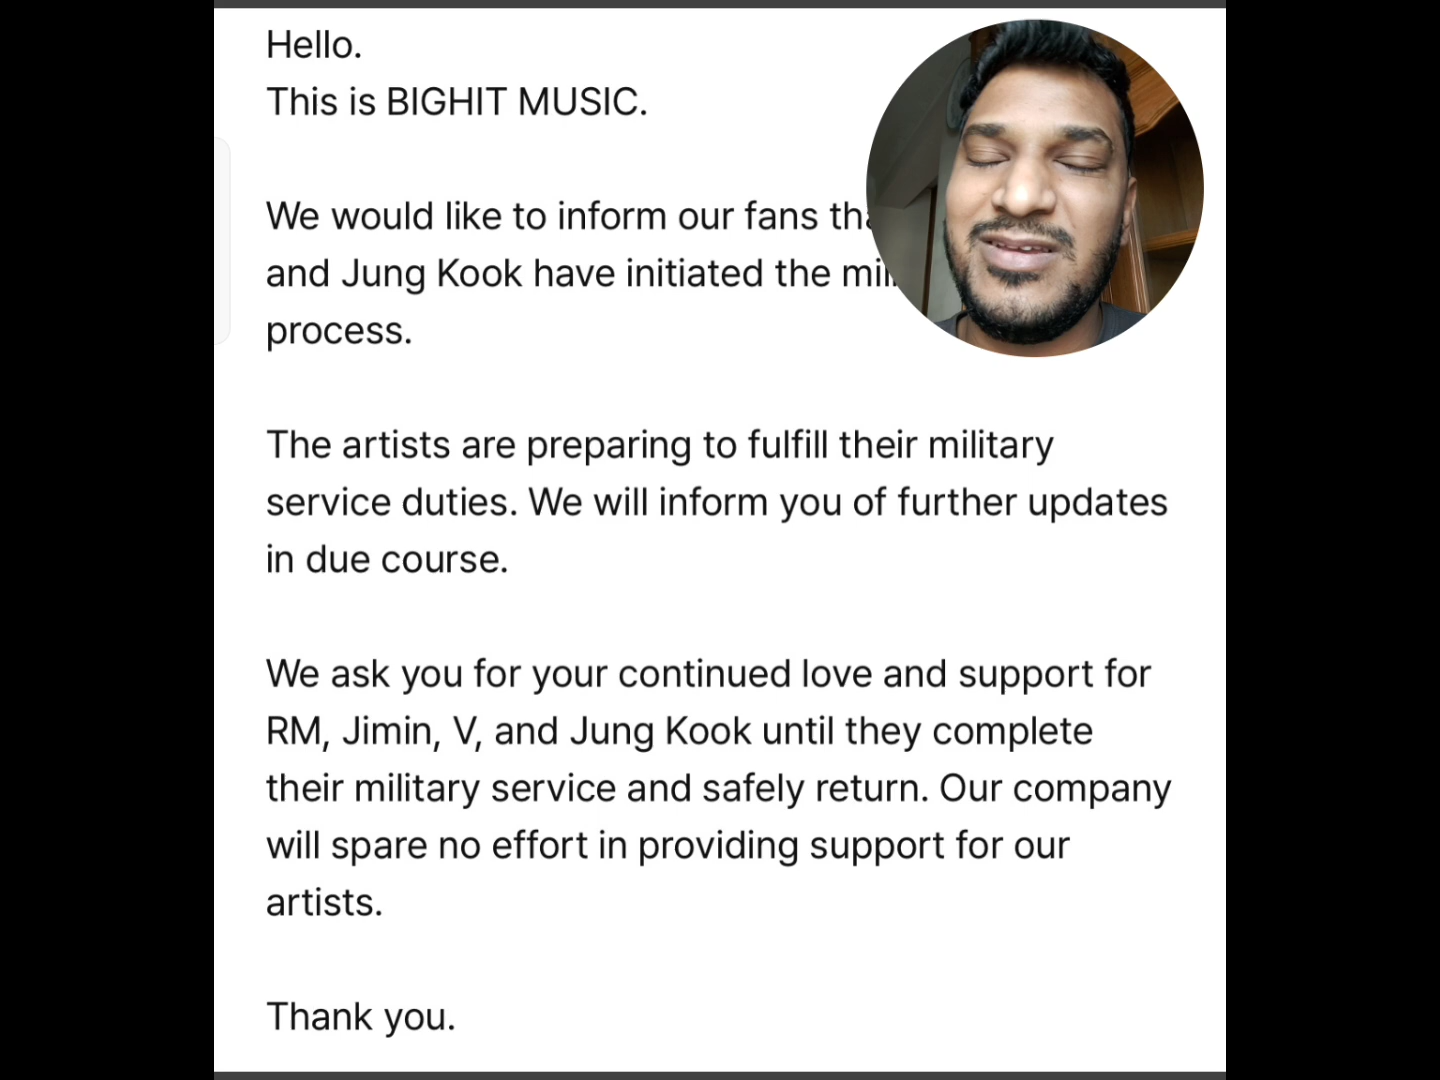 Hello.
This is BIGHIT MUSIC.
We would like to inform our fans
and Jung Kook have initiated the
process.
The artists are preparing to fulfill their military
service duties. We will inform you of further updates
in due course.
We ask you for your continued love and support for
RM, Jimin, V, and Jung Kook until they complete
their military service and safely return. Our company
will spare no effort in providing support for our
artists.
Thank you.